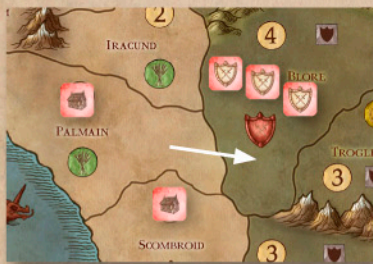 2
IRACUND
4
BLORE
PALMAIN
TROGL
3
SCOMBROID
3